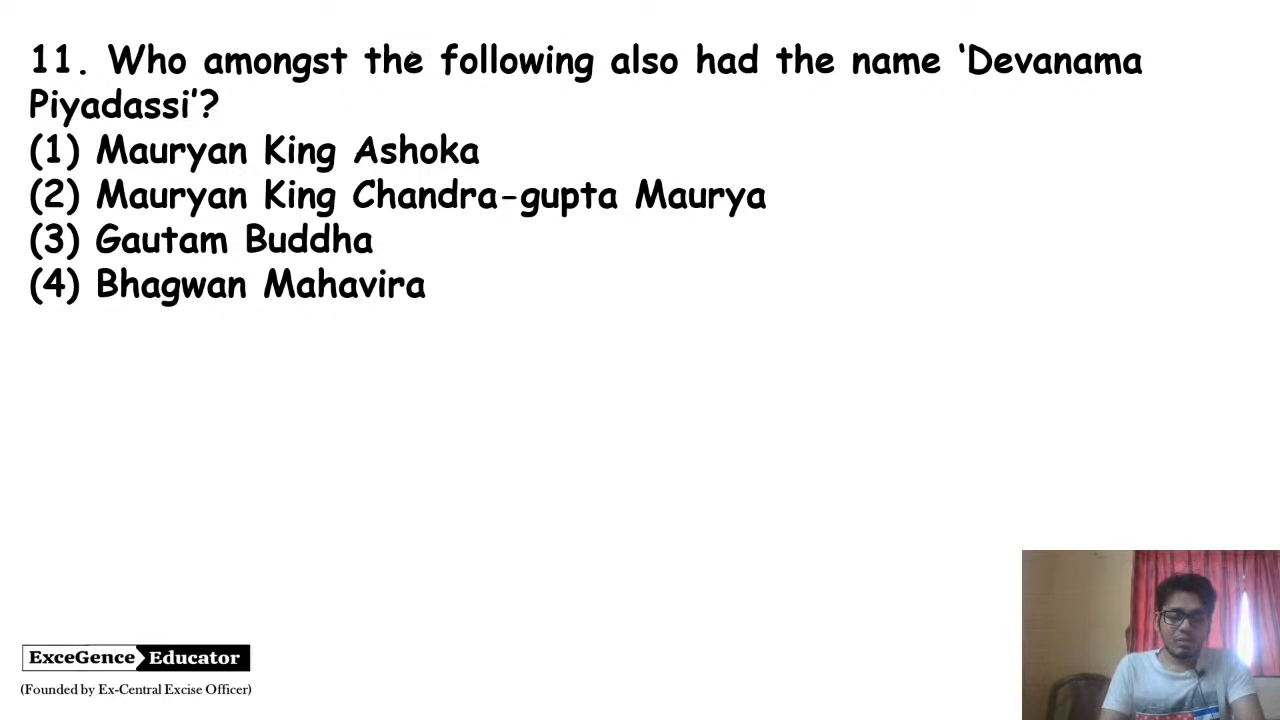 11. Who amongst the following also had the name ‘Devanama
Piyadassi’?
(1) Mauryan King Ashoka
(2) Mauryan King Chandra-gupta Maurya
(3) Gautam Buddha
(4) Bhagwan Mahavira
ExceGence Educator
(Founded by Ex-Central Excise Officer)